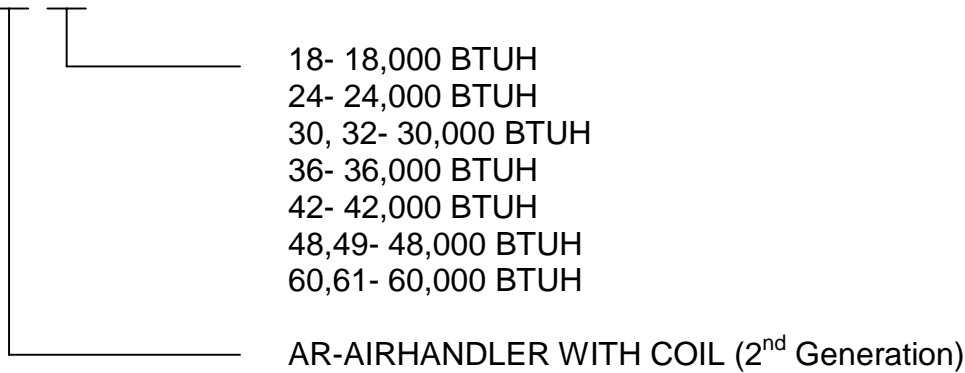 18- 18,000 BTUH
24- 24,000 BTUH
30, 32- 30,000 BTUH
36- 36,000 BTUH
42- 42,000 BTUH
48,49- 48,000 BTUH
60,61- 60,000 BTUH
AR-AIRHANDLER WITH COIL (2nd Generation)